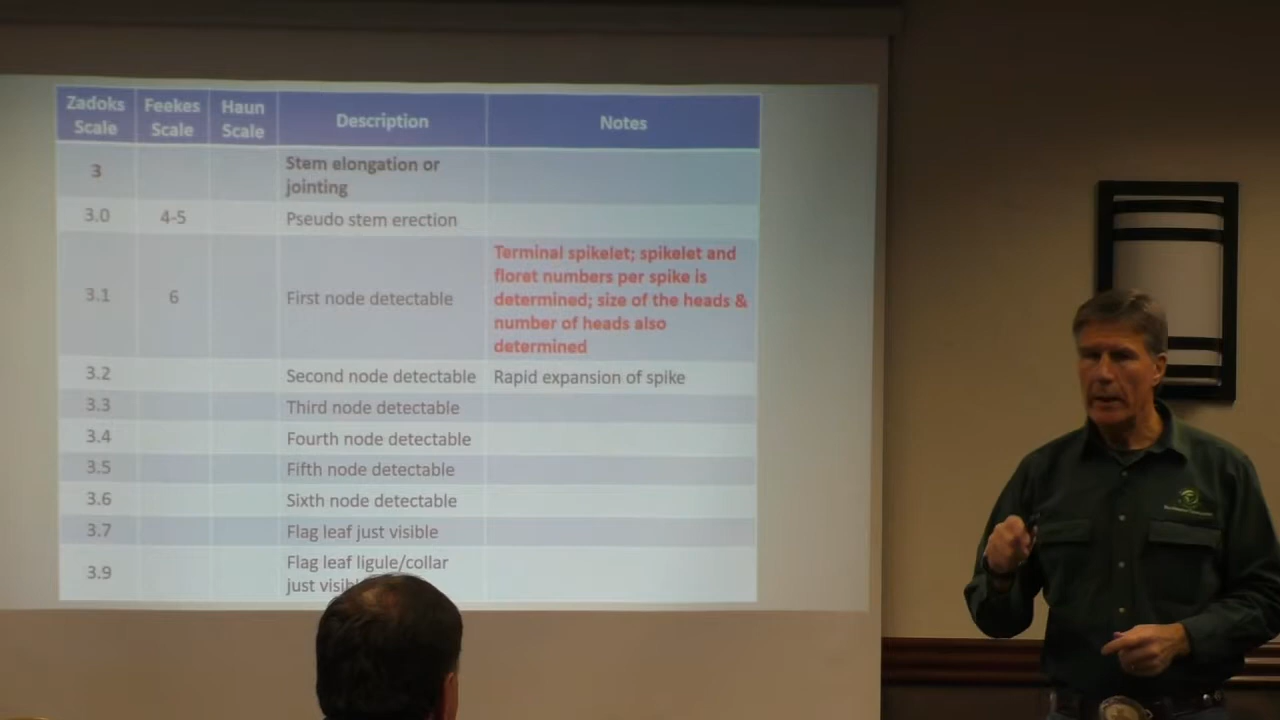 Zadoks Scale Feekes Scale Haun Scale Description Notes
3 Stem elongation or jointing
3.0 4-5 Pseudo stem erection
3.1 6 First node detectable Terminal spikelet; spikelet and
floret numbers per spike is
determined; size of the heads &
number of heads also
determined
3.2 Second node detectable Rapid expansion of spike
3.3 Third node detectable
3.4 Fourth node detectable
3.5 Fifth node detectable
3.6 Sixth node detectable
3.7 Flag leaf just visible
3.9 Flag leaf ligule/collar
just